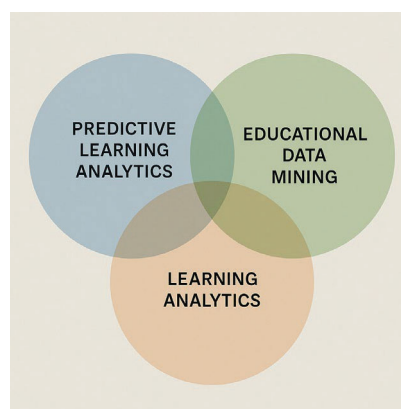 PREDICTIVE
LEARNING
ANALYTICS
EDUCATIONAL
DATA
MINING
LEARNING
ANALYTICS